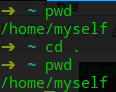 ➜ ~ pwd
/home/myself
➜ ~ cd .
➜ ~ pwd
/home/myself